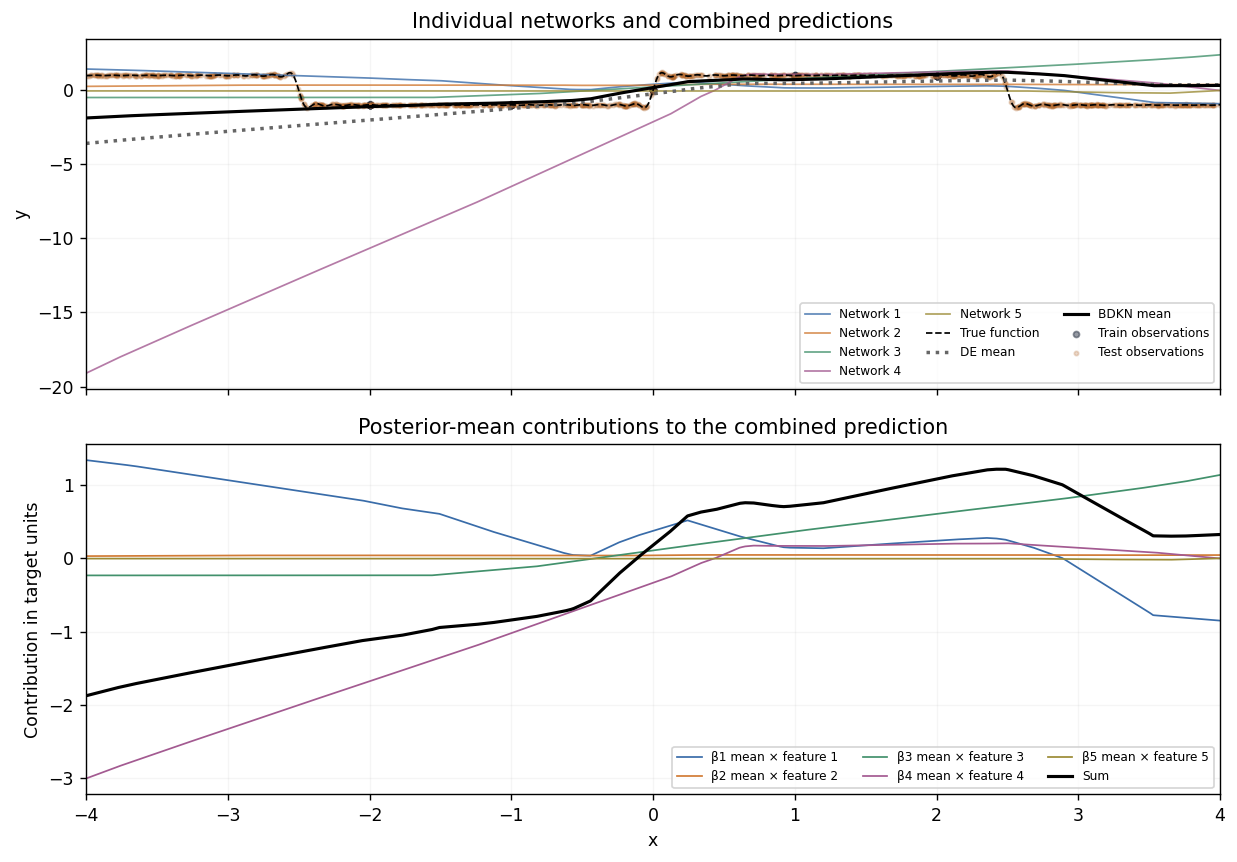 Individual networks and combined predictions
y
0
−5
−10
−15
−20
Network 1
Network 2
Network 3
Network 4
Network 5
True function
DE mean
BDKN mean
Train observations
Test observations
Posterior-mean contributions to the combined prediction
Contribution in target units
1
0
−1
−2
−3
β1 mean × feature 1
β2 mean × feature 2
β3 mean × feature 3
β4 mean × feature 4
β5 mean × feature 5
Sum
−4 −3 −2 −1 0 1 2 3 4
x